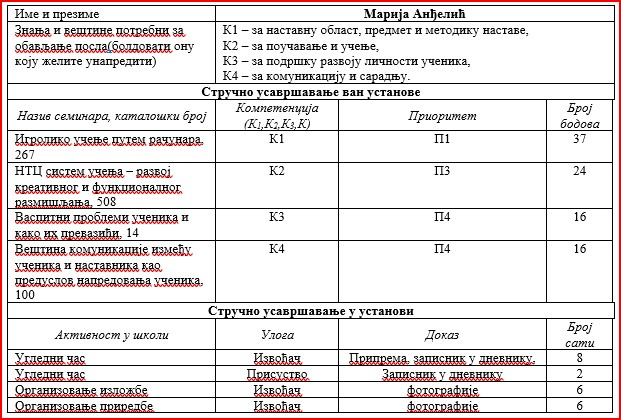 Име и презиме Марија Анђелић
Знања и вештине потребни за К1 – за наставну област, предмет и методику наставе,
обављање посла(болдовати ону К2 – за поучавање и учење,
коју желите унапредити) К3 – за подршку развоју личности ученика,
К4 – за комуникацију и сарадњу.
Стручно усавршавање ван установе
Назив семинара, каталошки број Компетенција Приоритет Број
(К1,К2,К3,К) бодова
Игролико учење путем рачунара, К1 П1 37
267
НТЦ систем учења – развој К2 П3 24
креативног и функционалног
размишљања, 508
Васпитни проблеми ученика и К3 П4 16
како их превазићи, 14
Вештина комуникације између К4 П4 16
ученика и наставника као
предуслов напредовања ученика,
100
Стручно усавршавање у установи
Активност у школи Улога Доказ Број
сати
Угледни час Извођач Припрема, записник у дневнику, 8
Угледни час Присуство Записник у дневнику 2
Организовање изложбе Извођач фотографије 6
Организовање приредбе Извођач фотографије 6